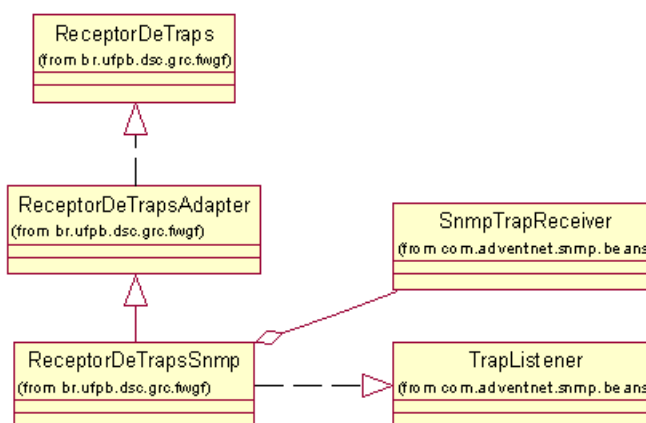 ReceptorDeTraps
(from br.ufpb.dsc.grc.fwgf)
ReceptorDeTrapsAdapter
(from br.ufpb.dsc.grc.fwgf)
SnmpTrapReceiver
(from com.adventnet.snmp.beans
ReceptorDeTrapsSnmp
(from br.ufpb.dsc.grc.fwgf)
TrapListener
(from com.adventnet.snmp.beans